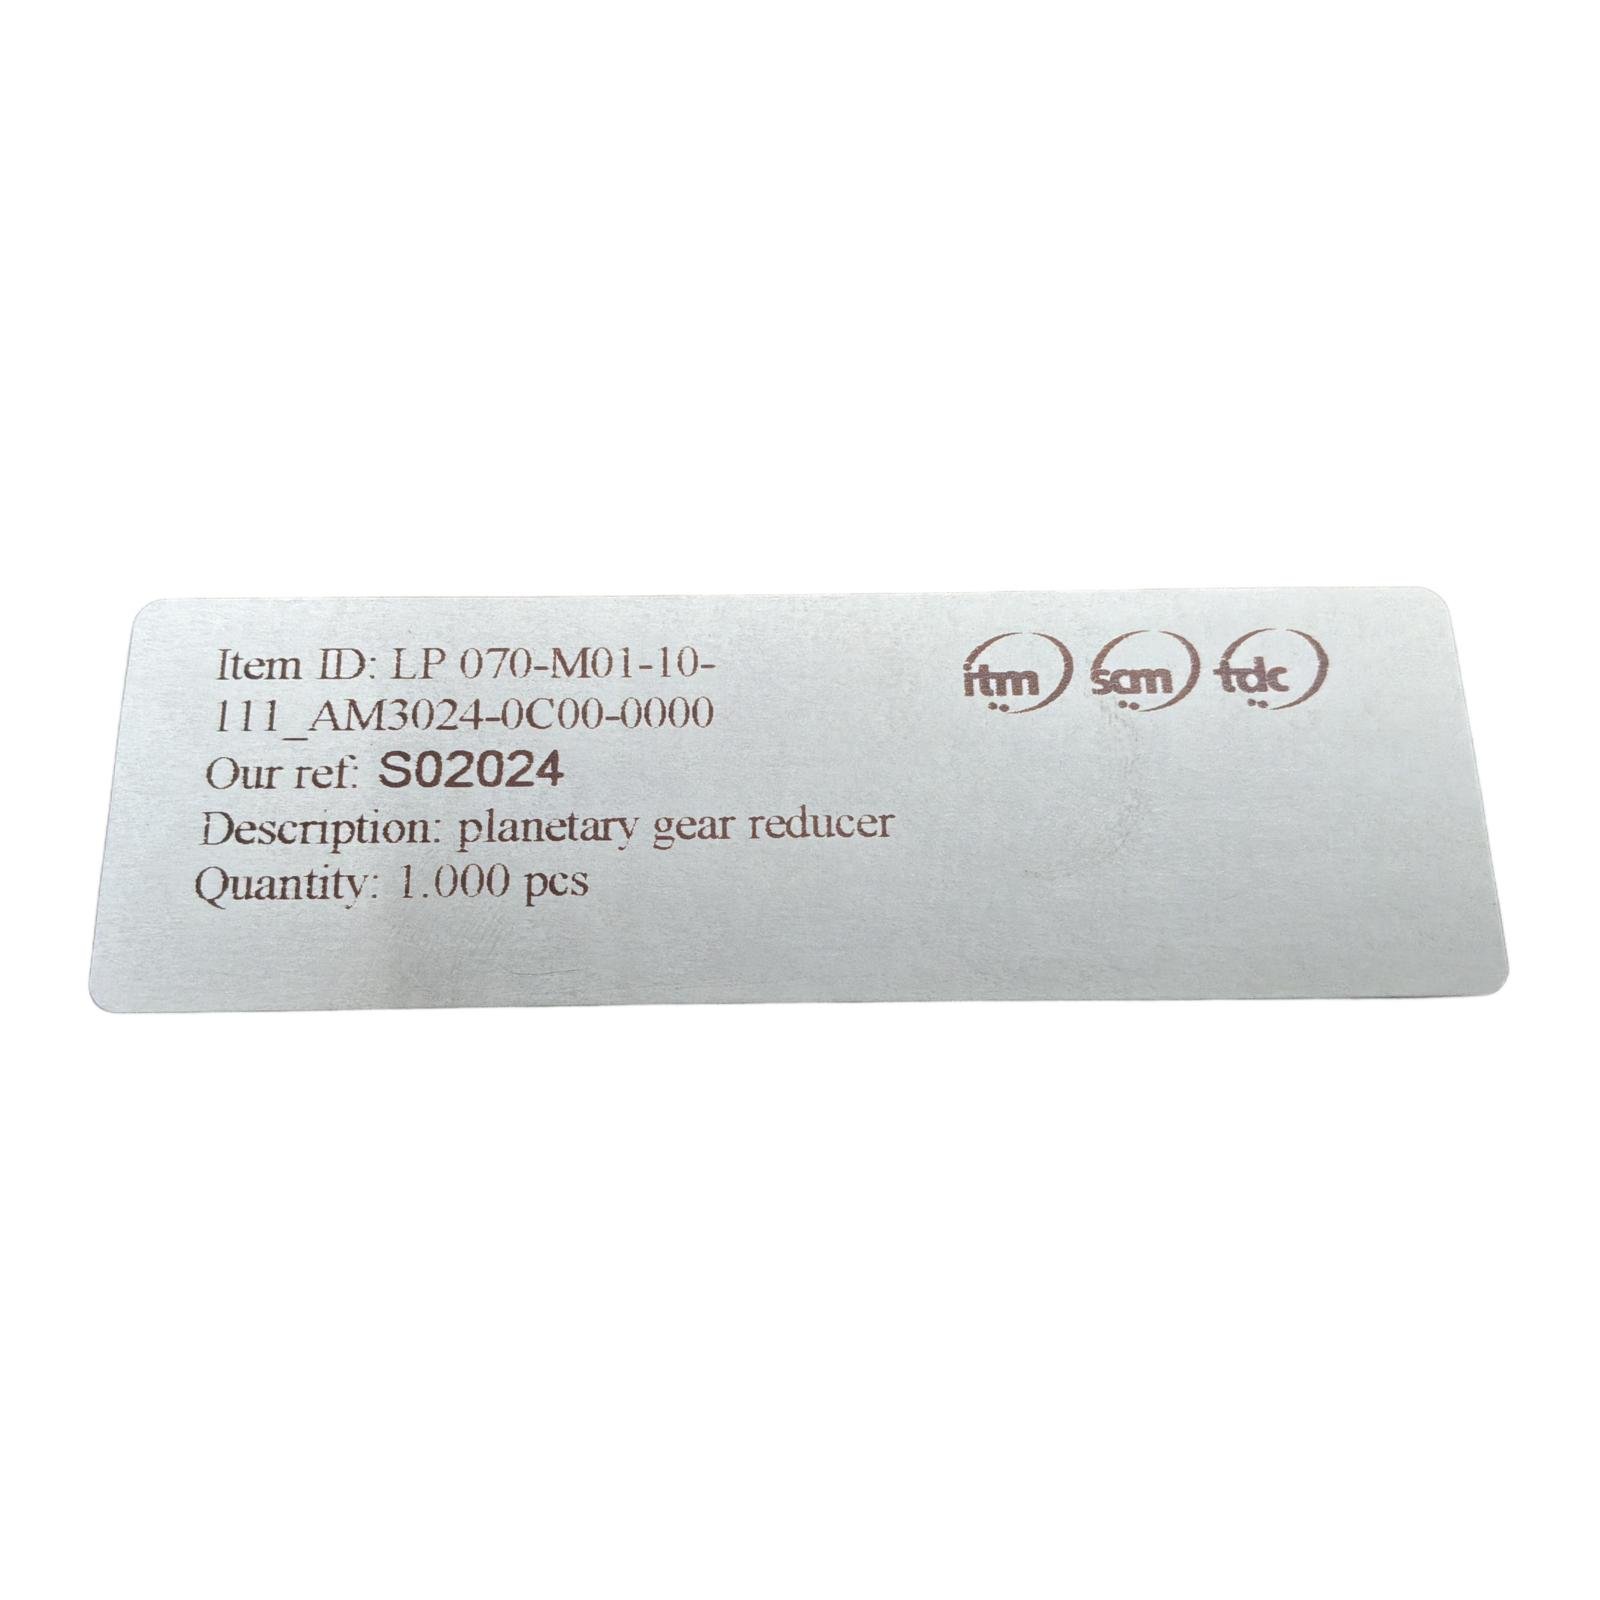 Item ID: LP 070-M01-10-
111_AM3024-0C00-0000
Our ref: S02024
Description: planetary gear reducer
Quantity: 1.000 pcs
itm scm tdc